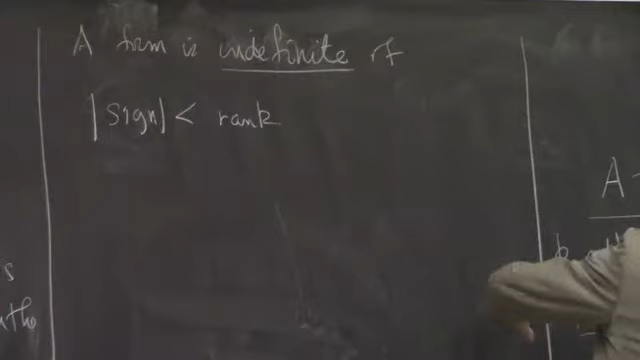 A form is indefinite if
|sign| < rank
A
s